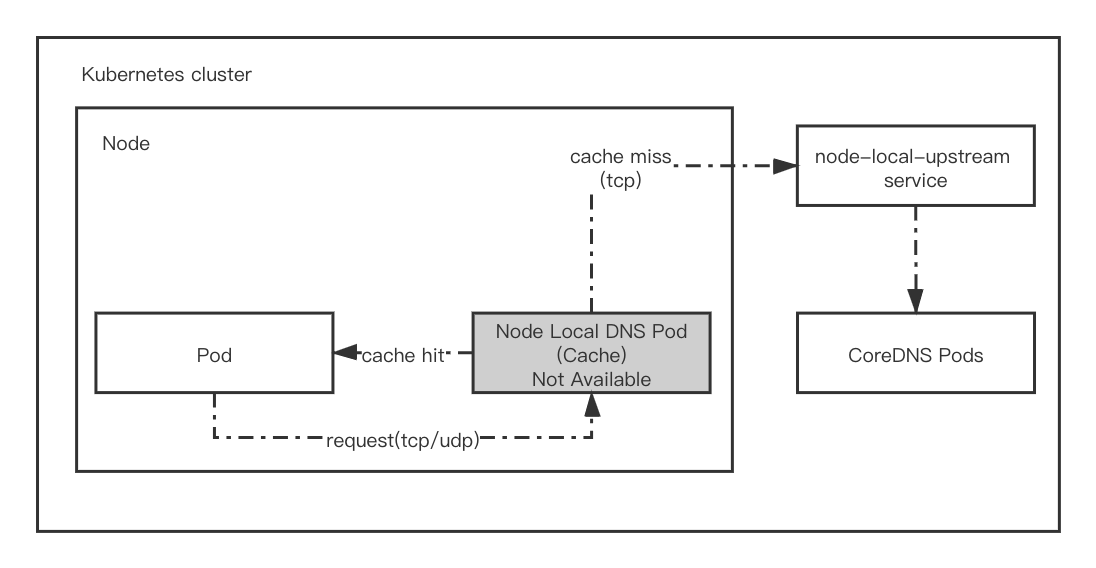 Kubernetes cluster
Node
cache miss
(tcp)
node-local-upstream
service
Pod
cache hit
Node Local DNS Pod
(Cache)
Not Available
CoreDNS Pods
request(tcp/udp)